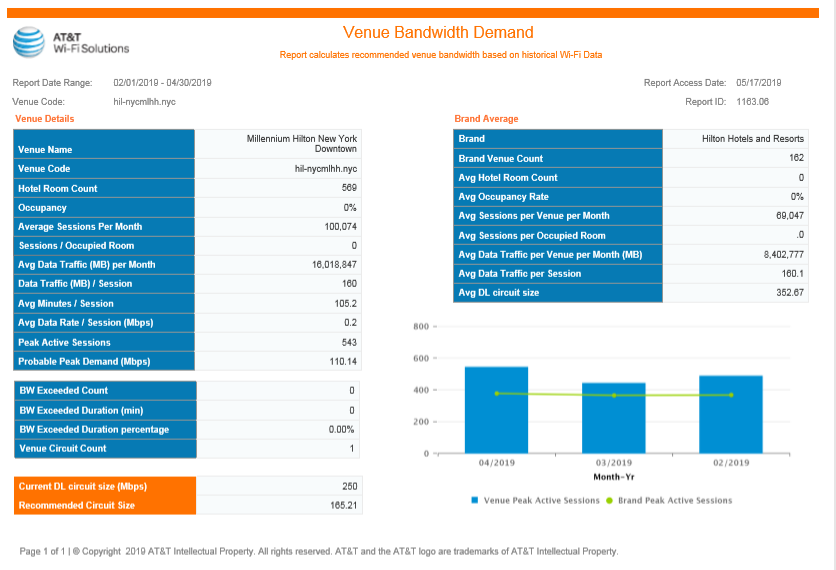 AT&T
Wi-Fi Solutions
Venue Bandwidth Demand
Report calculates recommended venue bandwidth based on historical Wi-Fi Data
Report Date Range: 02/01/2019 - 04/30/2019
Report Access Date: 05/17/2019
Venue Code: hil-nycmlhh.nyc
Report ID: 1163.06
Venue Details
Venue Name Millennium Hilton New York Downtown
Venue Code hil-nycmlhh.nyc
Hotel Room Count 569
Occupancy 0%
Average Sessions Per Month 100,074
Sessions / Occupied Room 0
Avg Data Traffic (MB) per Month 16,018,847
Data Traffic (MB) / Session 160
Avg Minutes / Session 105.2
Avg Data Rate / Session (Mbps) 0.2
Peak Active Sessions 543
Probable Peak Demand (Mbps) 110.14
BW Exceeded Count 0
BW Exceeded Duration (min) 0
BW Exceeded Duration percentage 0.00%
Venue Circuit Count 1
Current DL circuit size (Mbps) 250
Recommended Circuit Size 165.21
Brand Average
Brand Hilton Hotels and Resorts
Brand Venue Count 162
Avg Hotel Room Count 0
Avg Occupancy Rate 0%
Avg Sessions per Venue per Month 69,047
Avg Sessions per Occupied Room .0
Avg Data Traffic per Venue per Month (MB) 8,402,777
Avg Data Traffic per Session 160.1
Avg DL circuit size 352.67
800
600
400
200
0
04/2019 03/2019 02/2019
Month-Yr
Venue Peak Active Sessions Brand Peak Active Sessions
Page 1 of 1 | © Copyright 2019 AT&T Intellectual Property. All rights reserved. AT&T and the AT&T logo are trademarks of AT&T Intellectual Property.